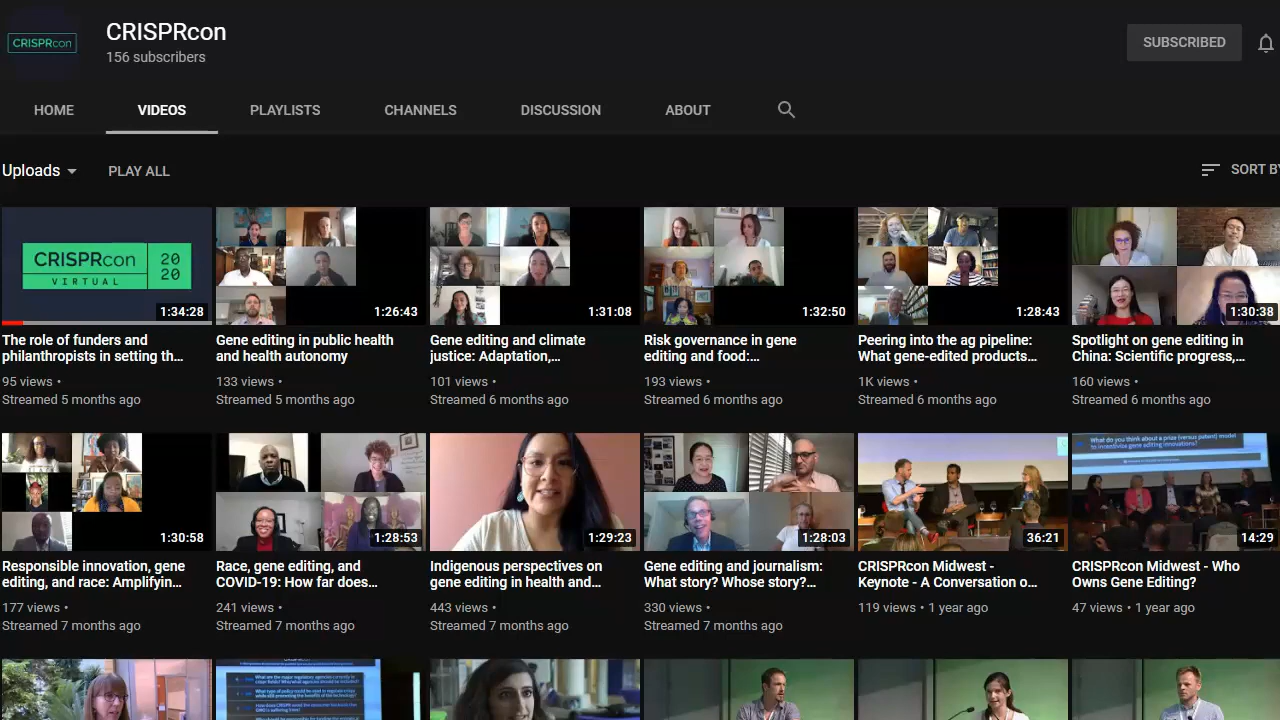 CRISPRcon
CRISPRcon
156 subscribers
SUBSCRIBED
HOME
VIDEOS
PLAYLISTS
CHANNELS
DISCUSSION
ABOUT
Uploads
PLAY ALL
SORT BY
CRISPRcon
20
20
VIRTUAL
1:34:28
1:26:43
1:31:08
1:32:50
1:28:43
1:30:38
The role of funders and
philanthropists in setting th...
95 views •
Streamed 5 months ago
Gene editing in public health
and health autonomy
133 views •
Streamed 5 months ago
Gene editing and climate
justice: Adaptation,...
101 views •
Streamed 6 months ago
Risk governance in gene
editing and food:...
193 views •
Streamed 6 months ago
Peering into the ag pipeline:
What gene-edited products...
1K views •
Streamed 6 months ago
Spotlight on gene editing in
China: Scientific progress,...
160 views •
Streamed 6 months ago
What do you think about a prize (versus patent) model
to incentivise gene editing innovations?
1:30:58
1:28:53
1:29:23
1:28:03
36:21
14:29
Responsible innovation, gene
editing, and race: Amplifyin...
177 views •
Streamed 7 months ago
Race, gene editing, and
COVID-19: How far does...
241 views •
Streamed 7 months ago
Indigenous perspectives on
gene editing in health and...
443 views •
Streamed 7 months ago
Gene editing and journalism:
What story? Whose story?...
330 views •
Streamed 7 months ago
CRISPRcon Midwest -
Keynote - A Conversation o...
119 views • 1 year ago
CRISPRcon Midwest - Who
Owns Gene Editing?
47 views • 1 year ago